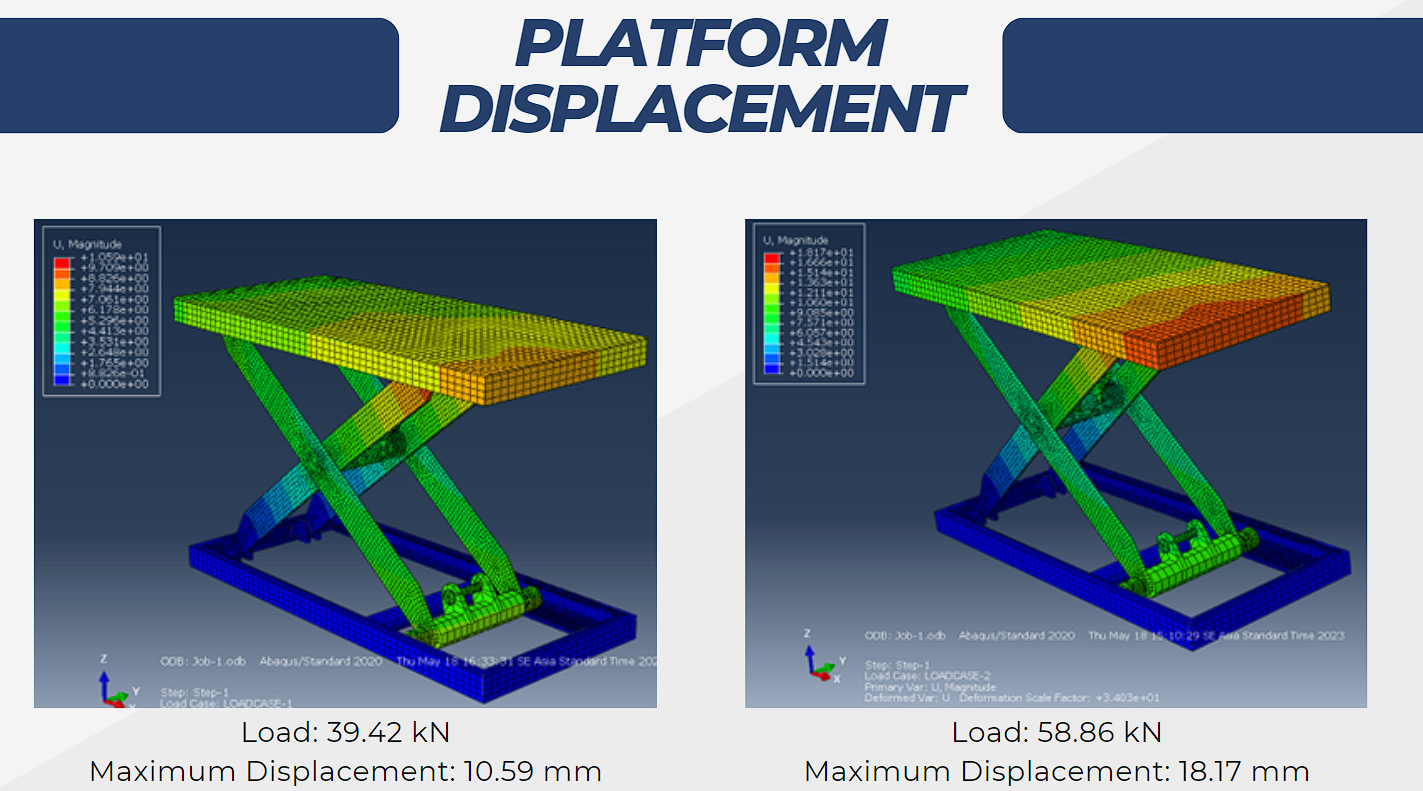 PLATFORM
DISPLACEMENT
U, Magnitude
+1.059e+01
+9.709e+00
+8.826e+00
+7.944e+00
+7.061e+00
+6.178e+00
+5.296e+00
+4.413e+00
+3.531e+00
+2.648e+00
+1.765e+00
+8.826e-01
+0.000e+00
Z
Y
ODB: Job-1.odb Abaqus/Standard 2020 Thu May 18 16:33:31 SE Asia Standard Time 202
Step: Step-1
Load Case: LOADCASE-1
Load: 39.42 kN
Maximum Displacement: 10.59 mm
U, Magnitude
+1.817e+01
+1.666e+01
+1.514e+01
+1.363e+01
+1.211e+01
+1.060e+01
+9.085e+00
+7.571e+00
+6.057e+00
+4.543e+00
+3.028e+00
+1.514e+00
+0.000e+00
Z
Y
X
ODB: Job-1.odb Abaqus/Standard 2020 Thu May 18 15:10:29 SE Asia Standard Time 2023
Step: Step-1
Load Case: LOADCASE-2
Primary Var: U, Magnitude
Deformed Var: U Deformation Scale Factor: +3.403e+01
Load: 58.86 kN
Maximum Displacement: 18.17 mm